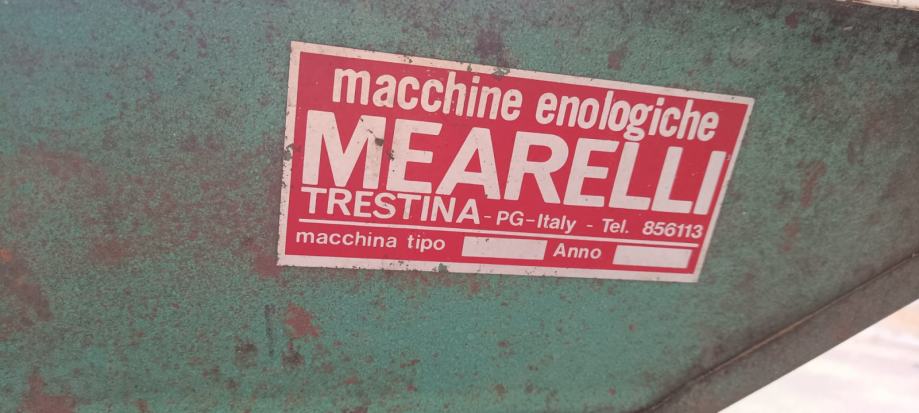 macchine enologiche
MEARELLI
TRESTINA-PG-Italy - Tel. 856113
macchina tipo Anno